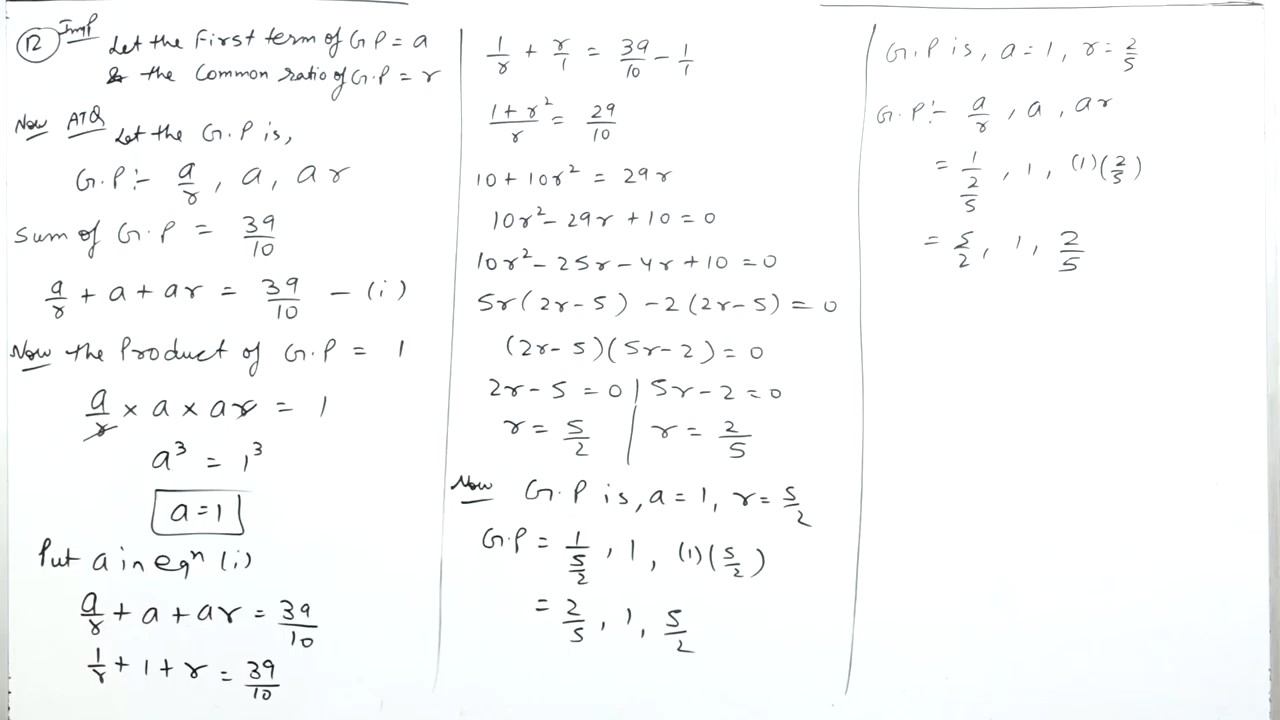 (12) Imp Let the First term of G.P = a
& the Common ratio of G.P = r
Now ATQ Let the G.P is,
G.P:- a/r, a, ar
Sum of G.P = 39/10
a/r + a + ar = 39/10 - (i)
Now the Product of G.P = 1
a/r × a × ar = 1
a³ = 1³
a=1
Put a in eqⁿ (i)
a/r + a + ar = 39/10
1/r + 1 + r = 39/10
1/r + r/1 = 39/10 - 1/1
(1+r²)/r = 29/10
10 + 10r² = 29r
10r² - 29r + 10 = 0
10r² - 25r - 4r + 10 = 0
5r(2r-5) -2(2r-5) = 0
(2r-5)(5r-2) = 0
2r-5 = 0 | 5r-2 = 0
r = 5/2 | r = 2/5
Now G.P is, a=1, r=5/2
G.P = 1/(5/2), 1, (1)(5/2)
= 2/5, 1, 5/2
G.P is, a=1, r=2/5
G.P:- a/r, a, ar
= 1/(2/5), 1, (1)(2/5)
= 5/2, 1, 2/5